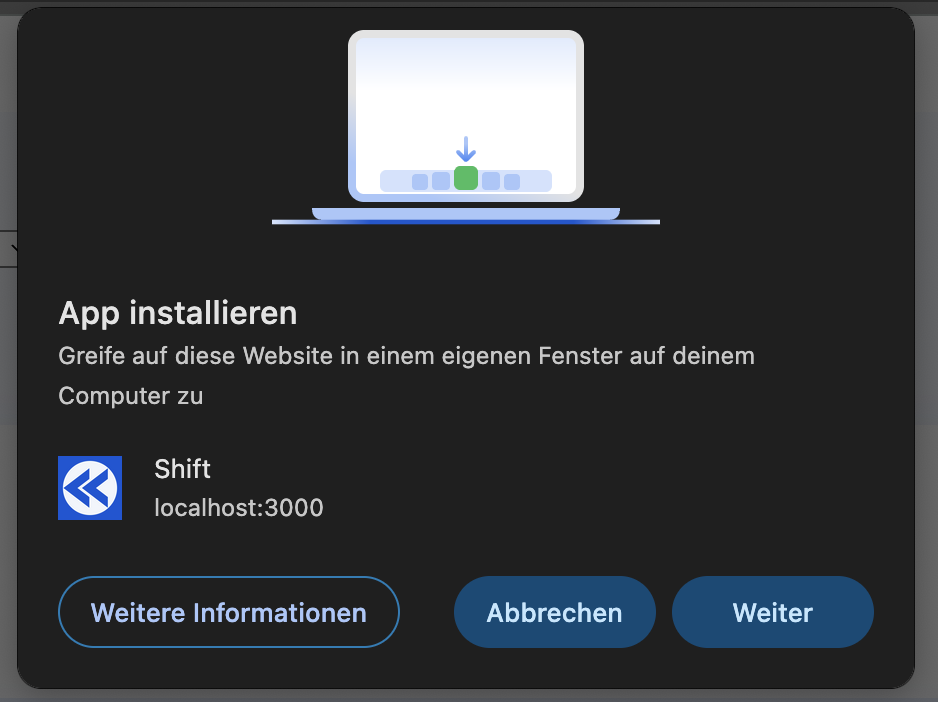 App installieren
Greife auf diese Website in einem eigenen Fenster auf deinem
Computer zu
Shift
localhost:3000
Weitere Informationen
Abbrechen
Weiter